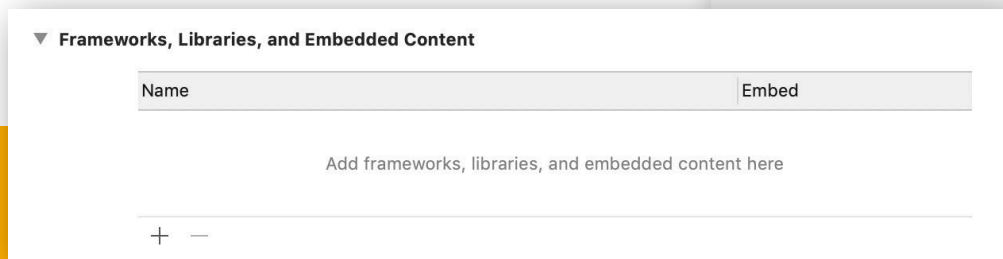 Frameworks, Libraries, and Embedded Content
Name Embed
Add frameworks, libraries, and embedded content here